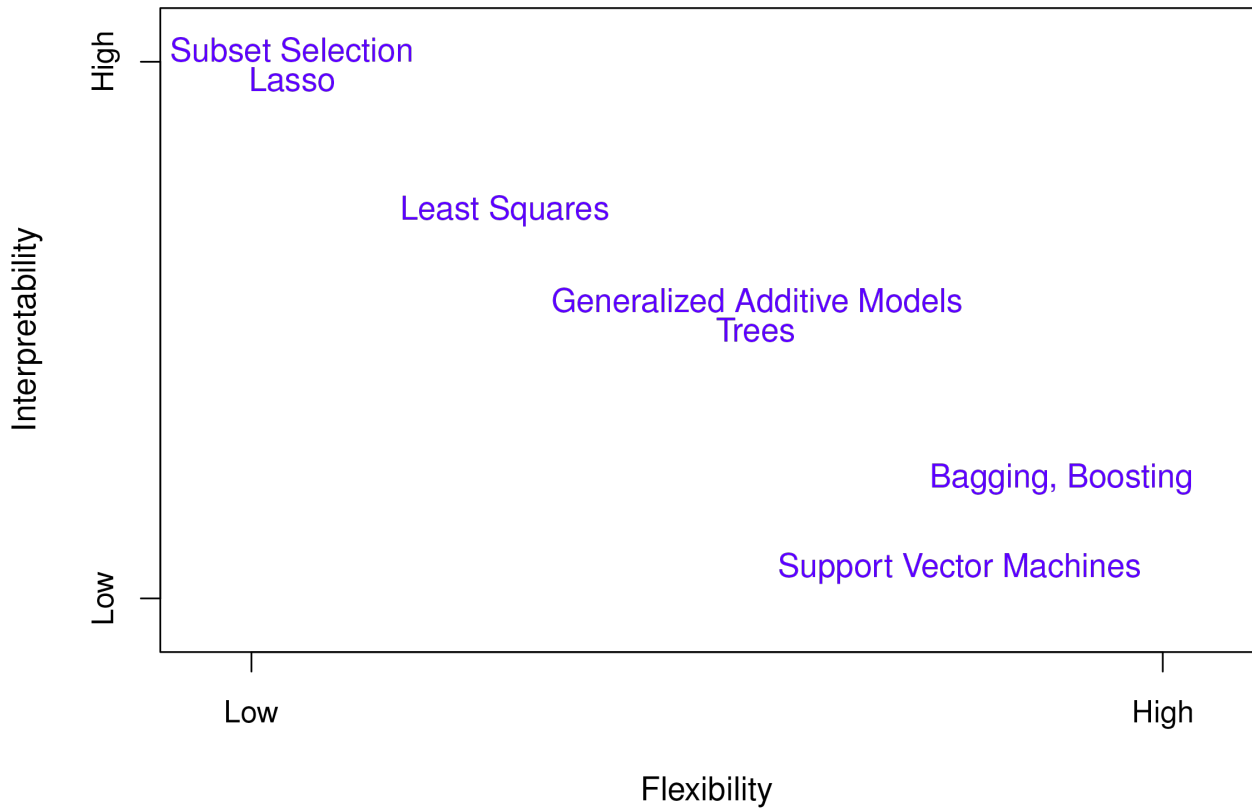 High
Subset Selection
Lasso
Least Squares
Interpretability
Generalized Additive Models
Trees
Bagging, Boosting
Support Vector Machines
Low
Low
High
Flexibility